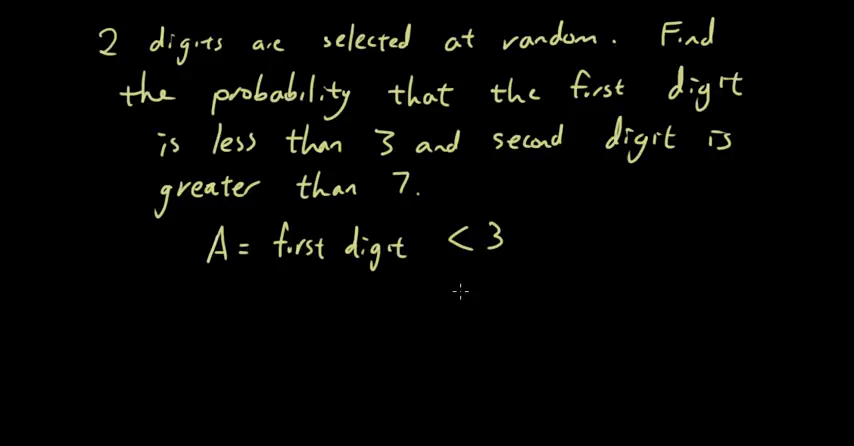 2 digits are selected at random. Find
the probability that the first digit
is less than 3 and second digit is
greater than 7.
A = first digit < 3